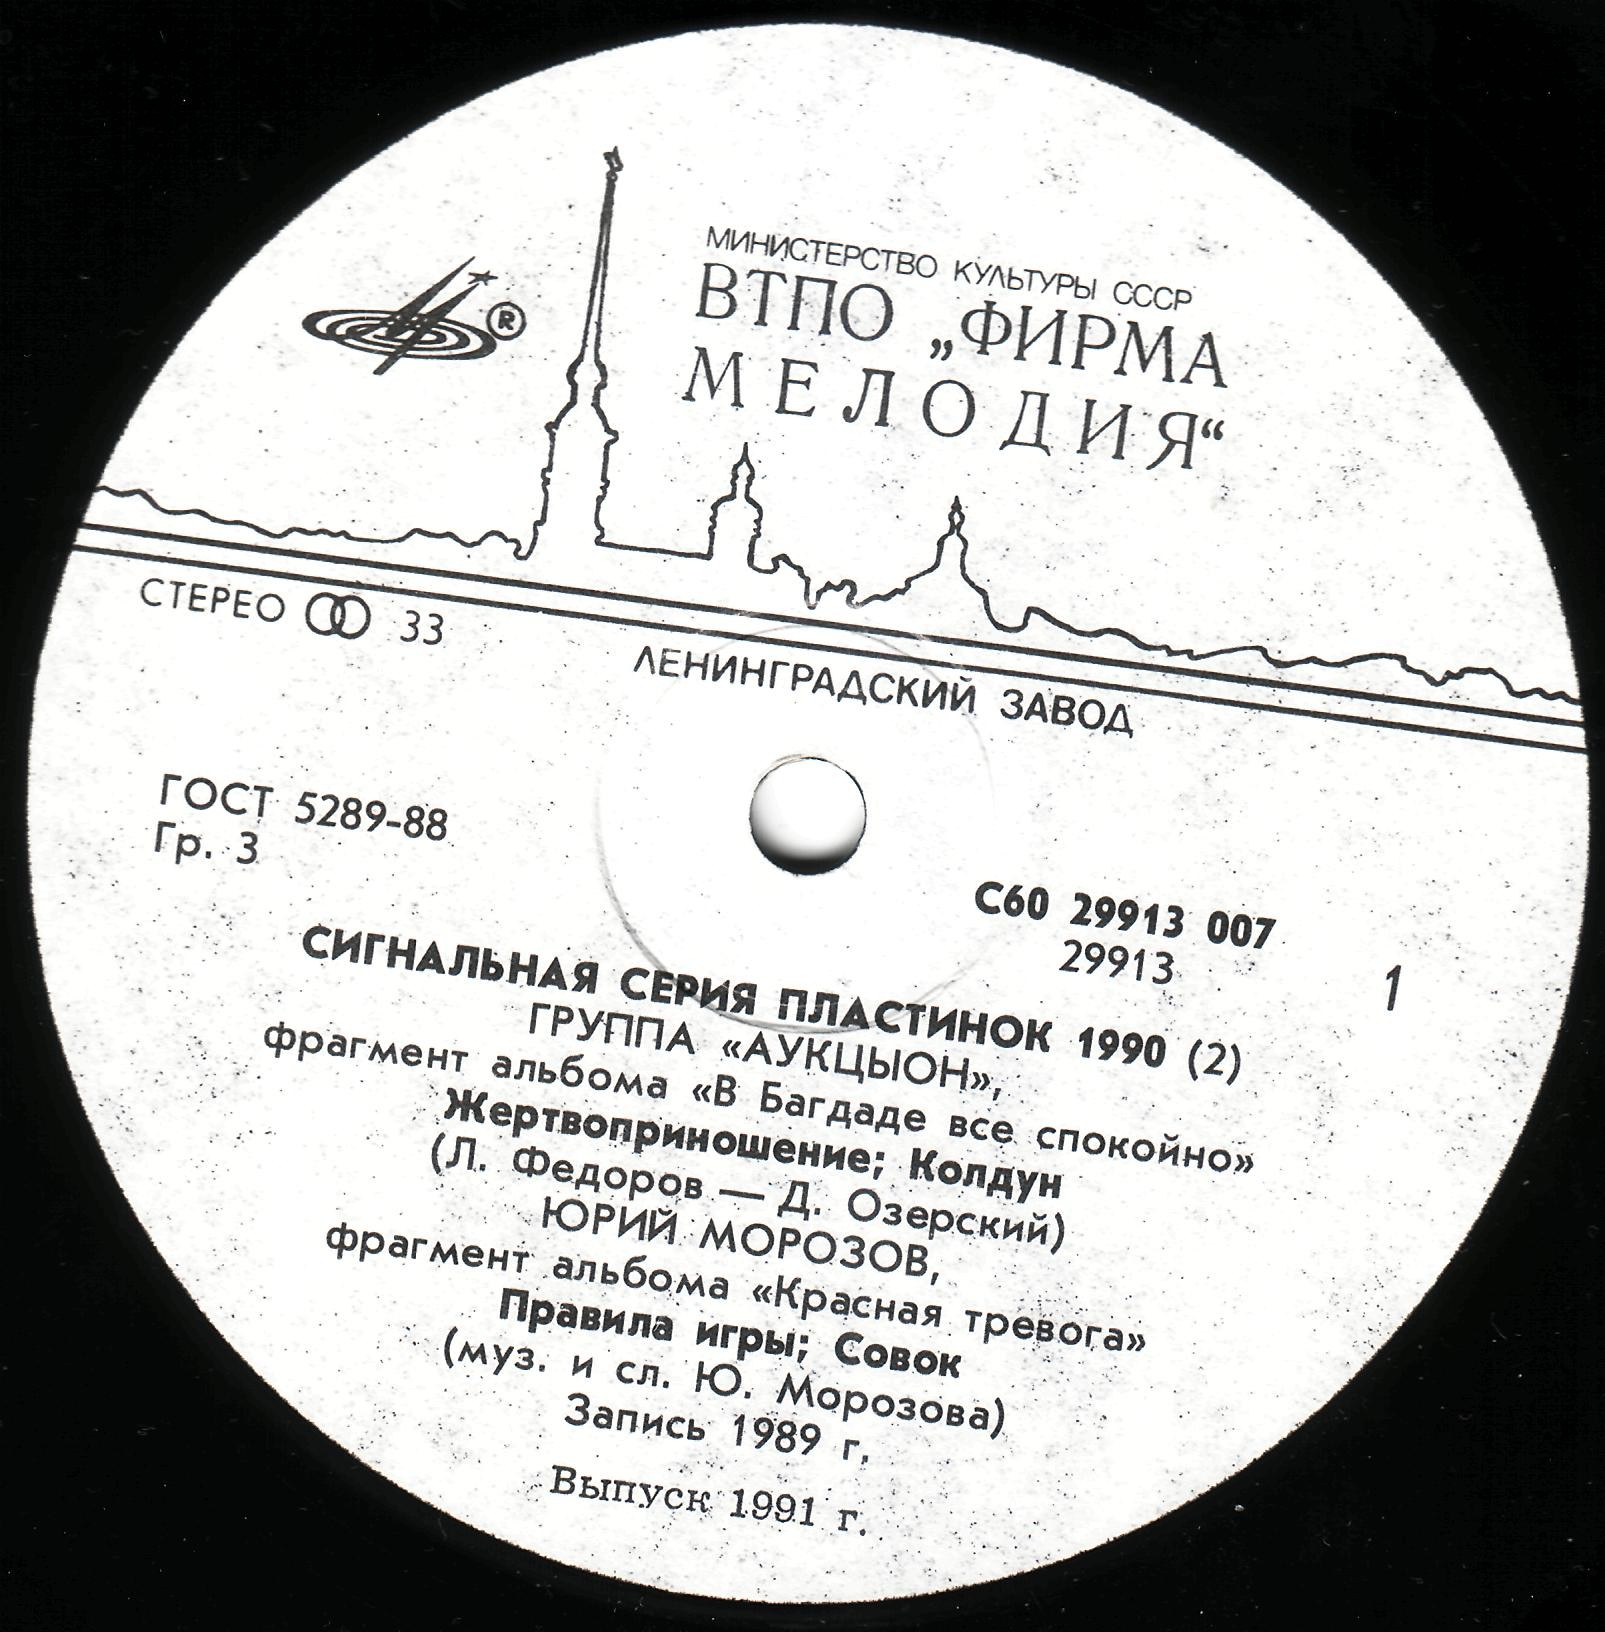 МИНИСТЕРСТВО КУЛЬТУРЫ СССР
ВТПО „ФИРМА
МЕЛОДИЯ“
®
СТЕРЕО 33
ЛЕНИНГРАДСКИЙ ЗАВОД
ГОСТ 5289-88
Гр. 3
С60 29913 007
29913
1
СИГНАЛЬНАЯ СЕРИЯ ПЛАСТИНОК 1990 (2)
ГРУППА «АУКЦЫОН»,
фрагмент альбома «В Багдаде все спокойно»
Жертвоприношение; Колдун
(Л. Федоров — Д. Озерский)
ЮРИЙ МОРОЗОВ,
фрагмент альбома «Красная тревога»
Правила игры; Совок
(муз. и сл. Ю. Морозова)
Запись 1989 г.
Выпуск 1991 г.